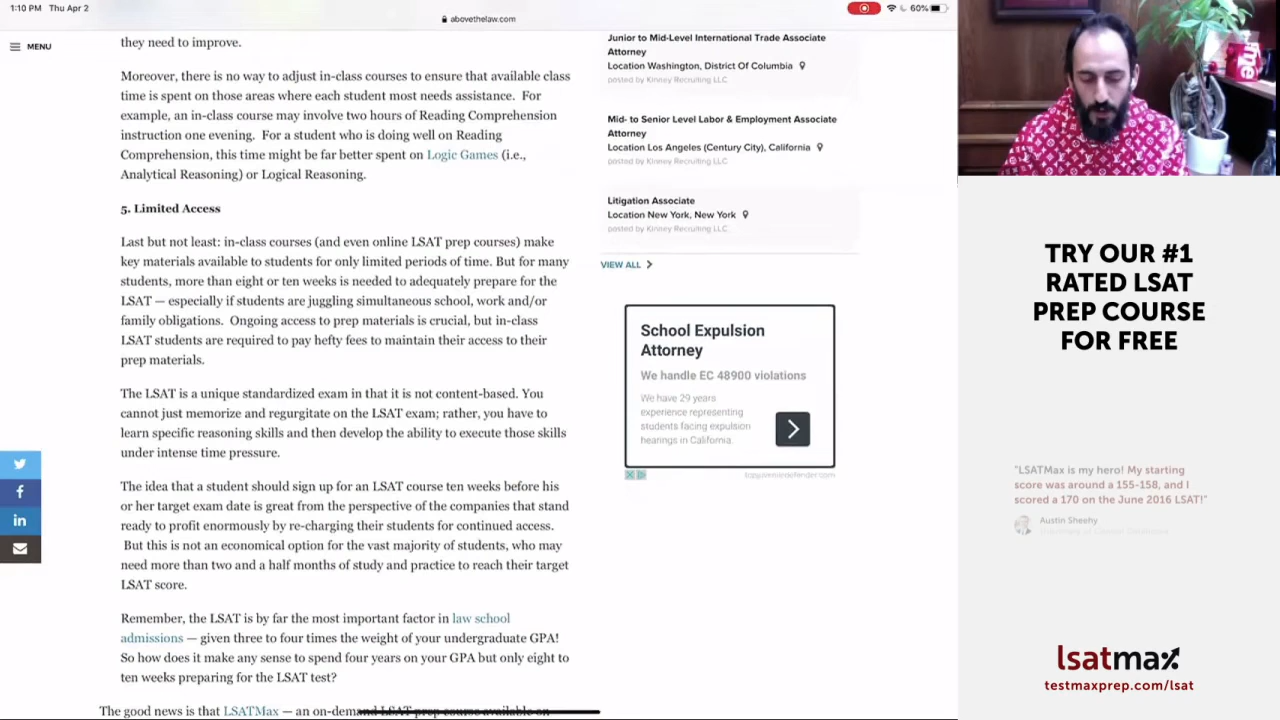 1:10 PM Thu Apr 2
abovethelaw.com
60%
MENU
they need to improve.
Moreover, there is no way to adjust in-class courses to ensure that available class
time is spent on those areas where each student most needs assistance. For
example, an in-class course may involve two hours of Reading Comprehension
instruction one evening. For a student who is doing well on Reading
Comprehension, this time might be far better spent on Logic Games (i.e.,
Analytical Reasoning) or Logical Reasoning.
5. Limited Access
Last but not least: in-class courses (and even online LSAT prep courses) make
key materials available to students for only limited periods of time. But for many
students, more than eight or ten weeks is needed to adequately prepare for the
LSAT — especially if students are juggling simultaneous school, work and/or
family obligations. Ongoing access to prep materials is crucial, but in-class
LSAT students are required to pay hefty fees to maintain their access to their
prep materials.
The LSAT is a unique standardized exam in that it is not content-based. You
cannot just memorize and regurgitate on the LSAT exam; rather, you have to
learn specific reasoning skills and then develop the ability to execute those skills
under intense time pressure.
The idea that a student should sign up for an LSAT course ten weeks before his
or her target exam date is great from the perspective of the companies that stand
ready to profit enormously by re-charging their students for continued access.
But this is not an economical option for the vast majority of students, who may
need more than two and a half months of study and practice to reach their target
LSAT score.
Remember, the LSAT is by far the most important factor in law school
admissions — given three to four times the weight of your undergraduate GPA!
So how does it make any sense to spend four years on your GPA but only eight to
ten weeks preparing for the LSAT test?
The good news is that LSATMax — an on-demand LSAT prep course available on
Junior to Mid-Level International Trade Associate
Attorney
Location Washington, District Of Columbia
posted by Kinney Recruiting LLC
Mid- to Senior Level Labor & Employment Associate
Attorney
Location Los Angeles (Century City), California
posted by Kinney Recruiting LLC
Litigation Associate
Location New York, New York
posted by Kinney Recruiting LLC
VIEW ALL
School Expulsion
Attorney
We handle EC 48900 violations
We have 29 years
experience representing
students facing expulsion
hearings in California.
TRY OUR #1
RATED LSAT
PREP COURSE
FOR FREE
"LSATMax is my hero! My starting
score was around a 155-158, and I
scored a 170 on the June 2016 LSAT!"
Austin Sheehy
lsatmax
testmaxprep.com/lsat